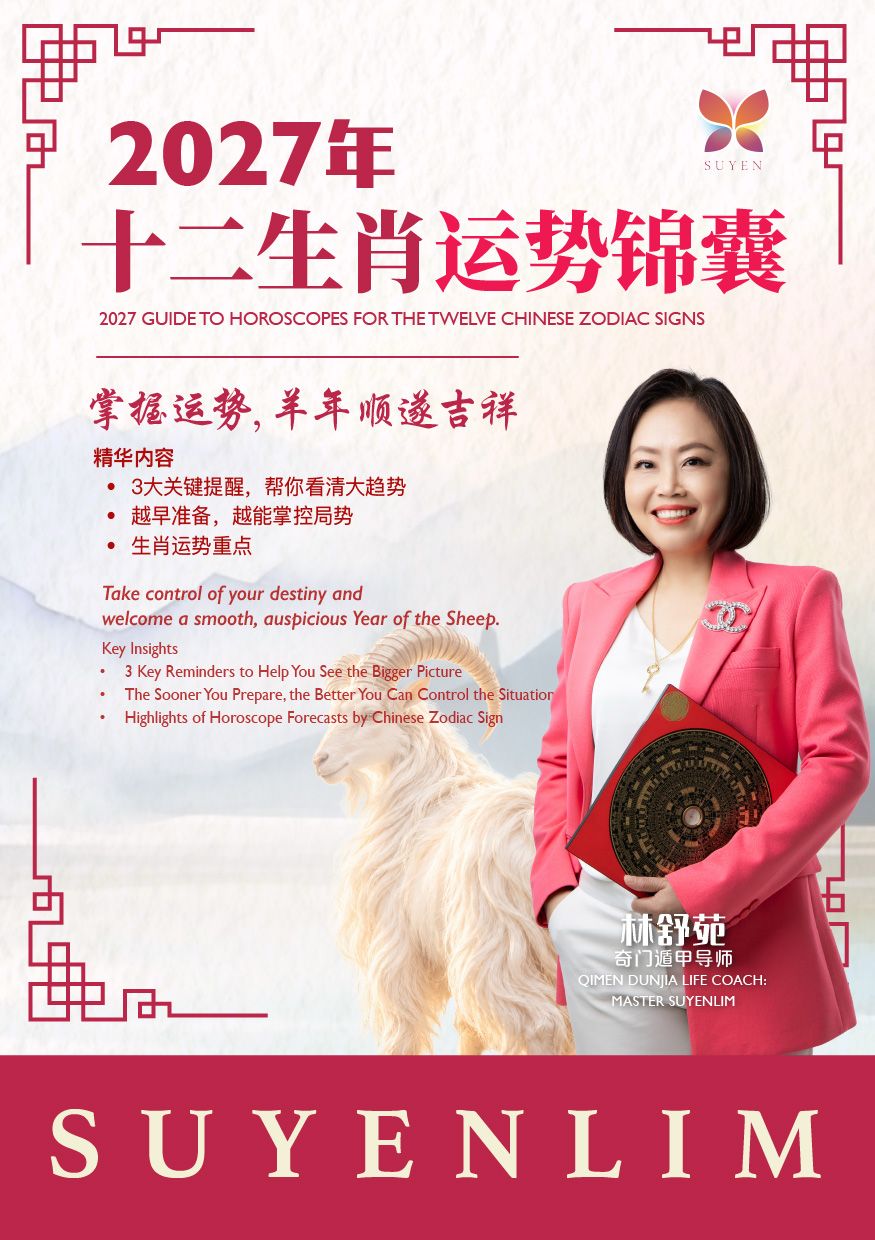 2027年
SUYEN
十二生肖运势锦囊
2027 GUIDE TO HOROSCOPES FOR THE TWELVE CHINESE ZODIAC SIGNS
掌握运势, 羊年顺遂吉祥
精华内容
• 3大关键提醒，帮你看清大趋势
• 越早准备，越能掌控局势
• 生肖运势重点
Take control of your destiny and
welcome a smooth, auspicious Year of the Sheep.
Key Insights
• 3 Key Reminders to Help You See the Bigger Picture
• The Sooner You Prepare, the Better You Can Control the Situation
• Highlights of Horoscope Forecasts by Chinese Zodiac Sign
林舒苑
奇门遁甲导师
QIMEN DUNJIA LIFE COACH:
MASTER SUYENLIM
SUYENLIM